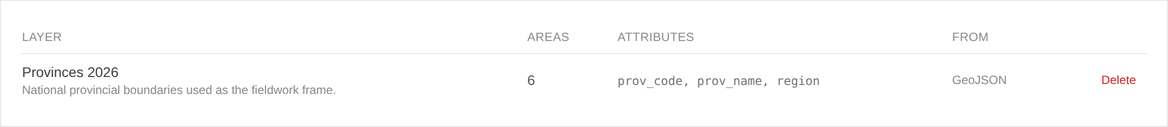 LAYER AREAS ATTRIBUTES FROM
Provinces 2026 6 prov_code, prov_name, region GeoJSON Delete
National provincial boundaries used as the fieldwork frame.